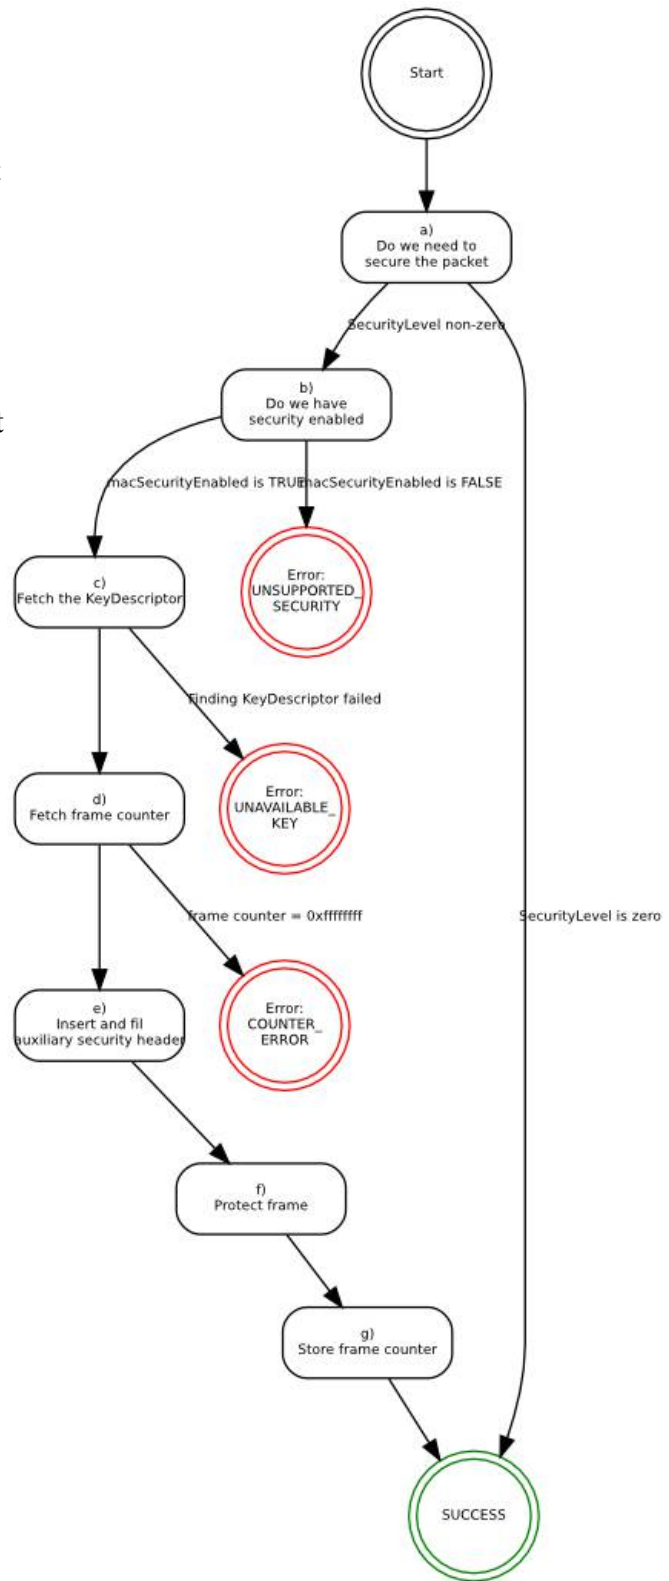 Start
a)
Do we need to
secure the packet
SecurityLevel non-zero
b)
Do we have
security enabled
macSecurityEnabled is TRUE
macSecurityEnabled is FALSE
c)
Fetch the KeyDescriptor
Error:
UNSUPPORTED_
SECURITY
Finding KeyDescriptor failed
d)
Fetch frame counter
Error:
UNAVAILABLE_
KEY
frame counter = 0xffffffff
SecurityLevel is zero
e)
Insert and fil
auxiliary security header
Error:
COUNTER_
ERROR
f)
Protect frame
g)
Store frame counter
SUCCESS